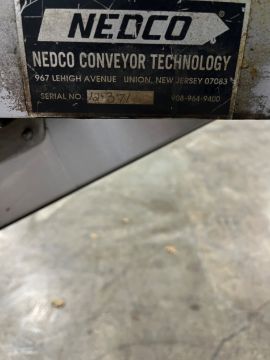 NEDCO
NEDCO CONVEYOR TECHNOLOGY
967 LEHIGH AVENUE UNION, NEW JERSEY 07083
SERIAL NO. 908-964-9400